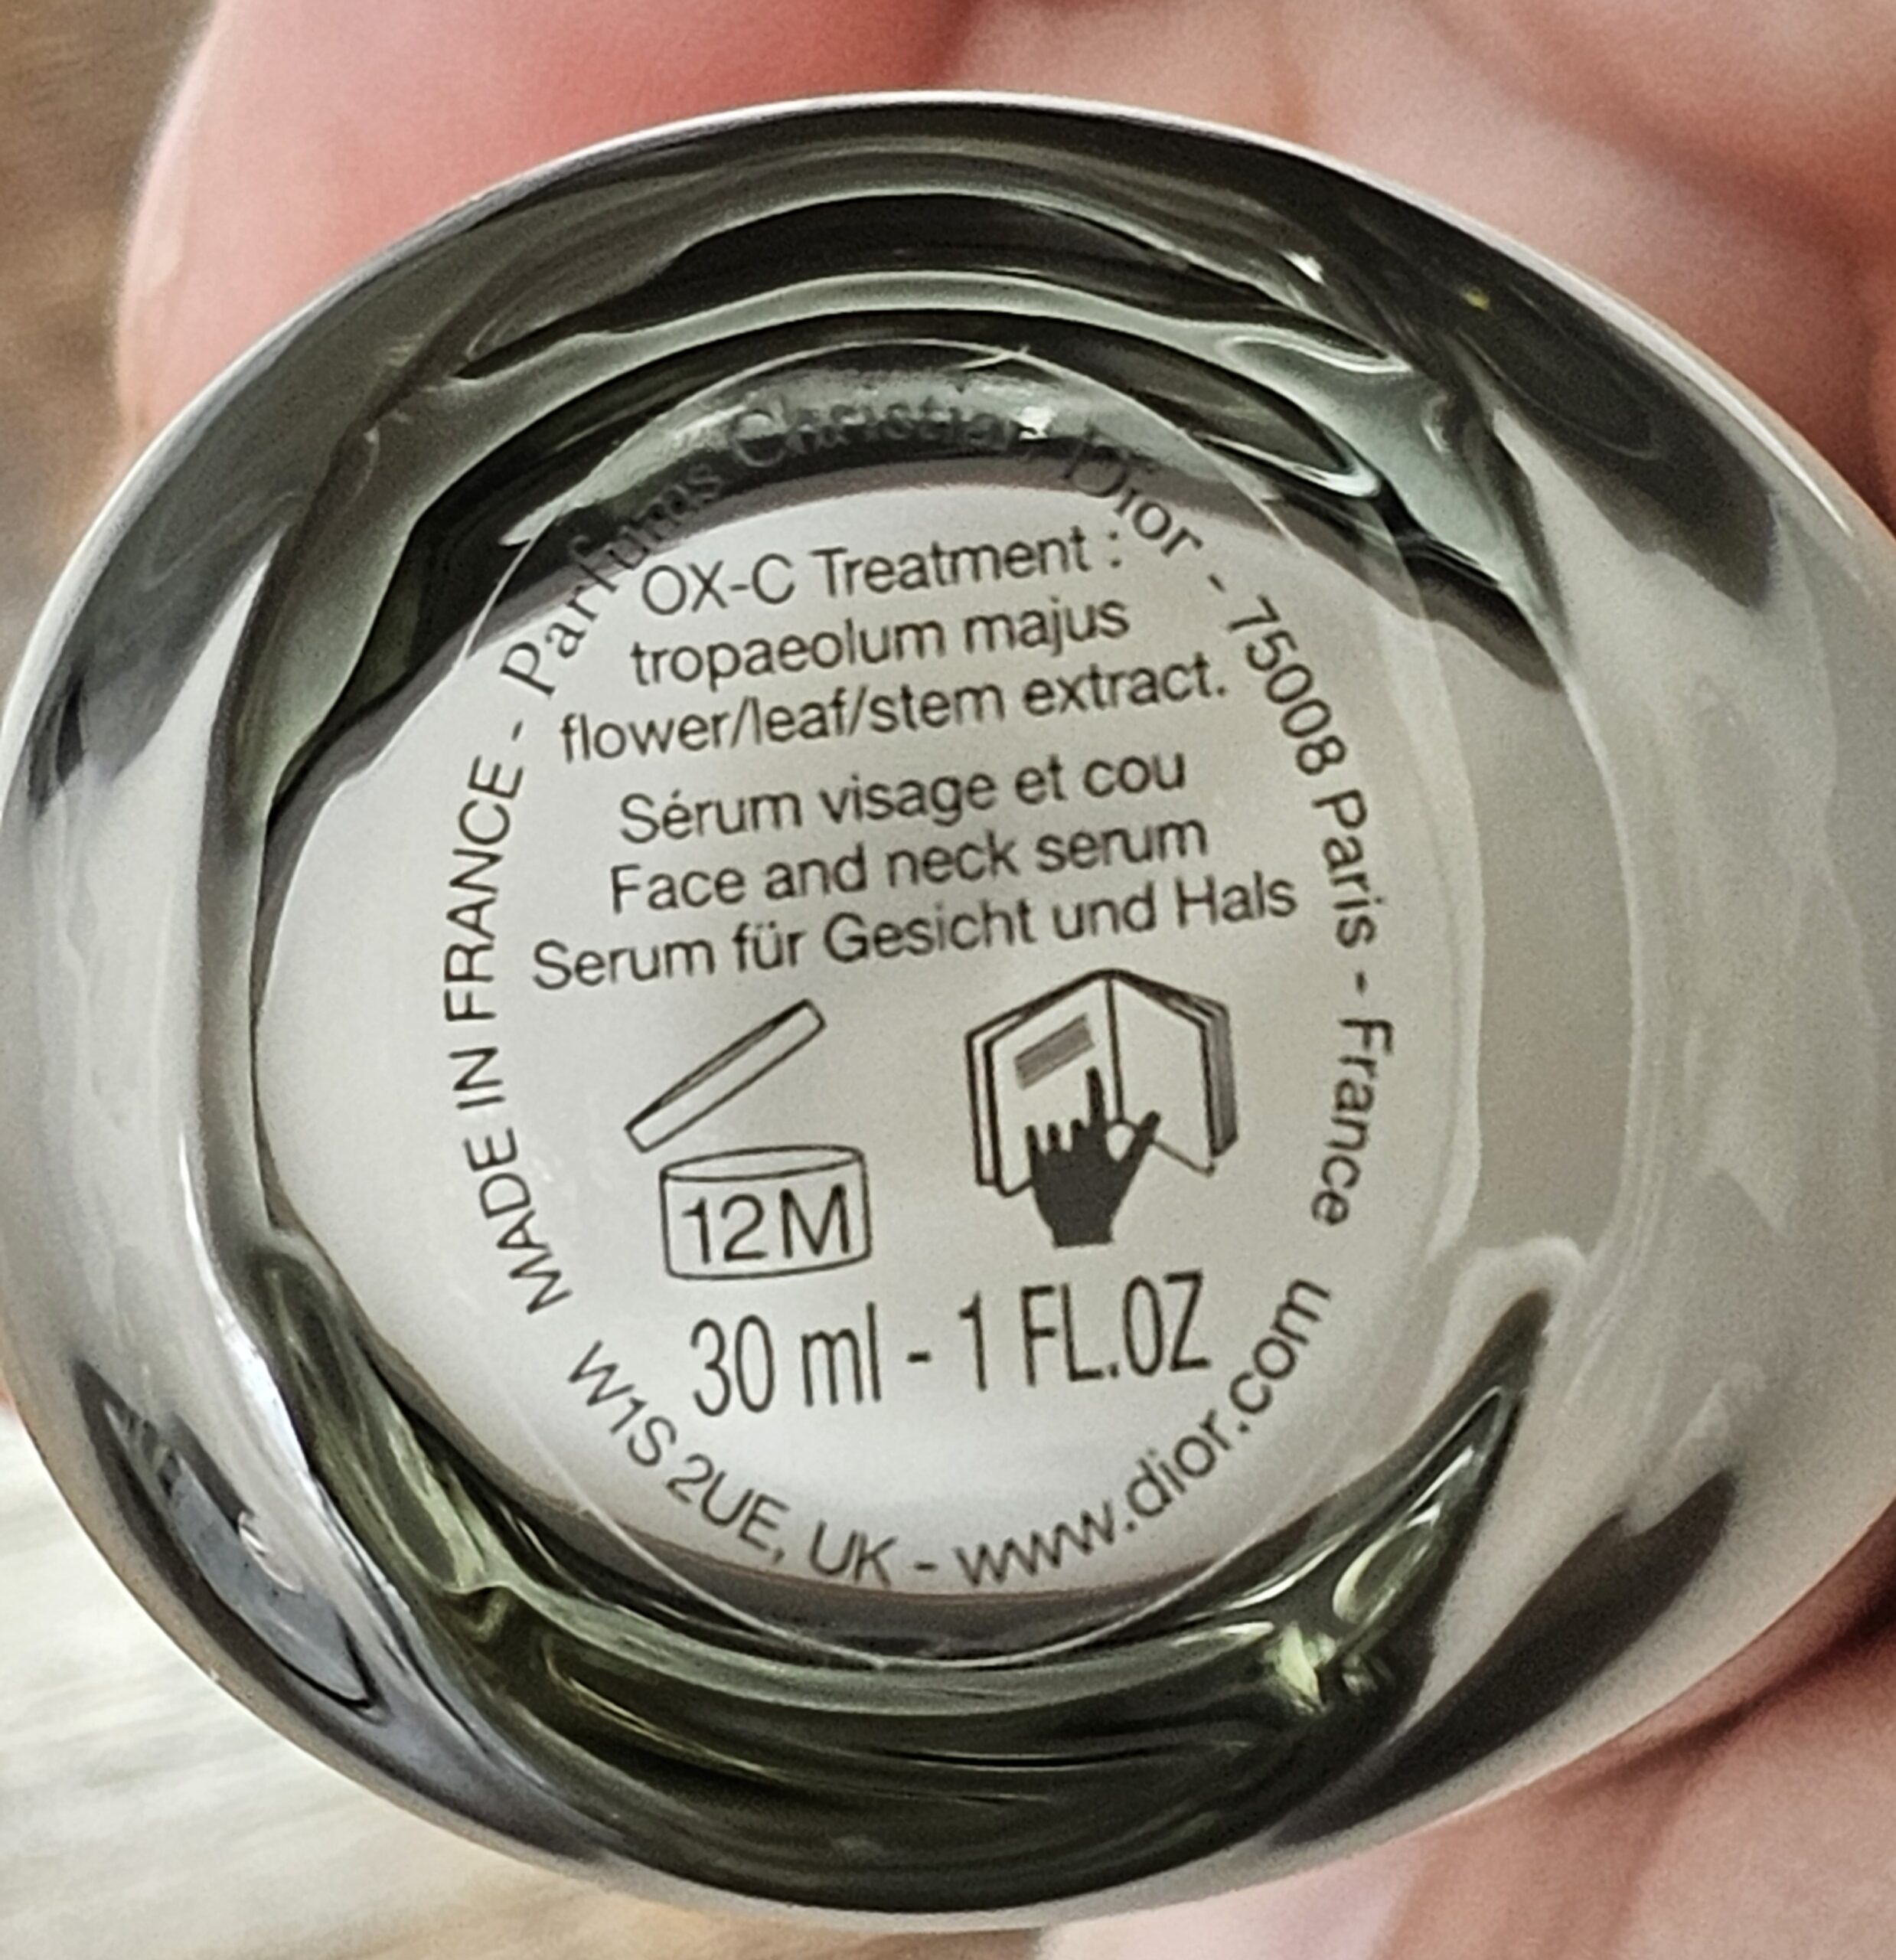 MADE IN FRANCE - Parfums Christian Dior - 75008 Paris - France
OX-C Treatment :
tropaeolum majus
flower/leaf/stem extract.
Sérum visage et cou
Face and neck serum
Serum für Gesicht und Hals
12M
30 ml - 1 FL.OZ
W1S 2UE, UK - www.dior.com